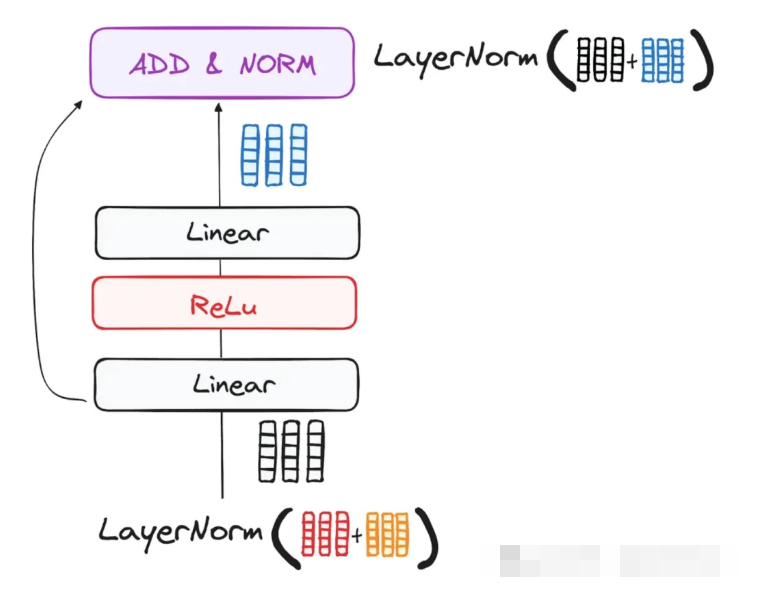 ADD & NORM
LayerNorm ( + )
Linear
ReLu
Linear
LayerNorm ( + )